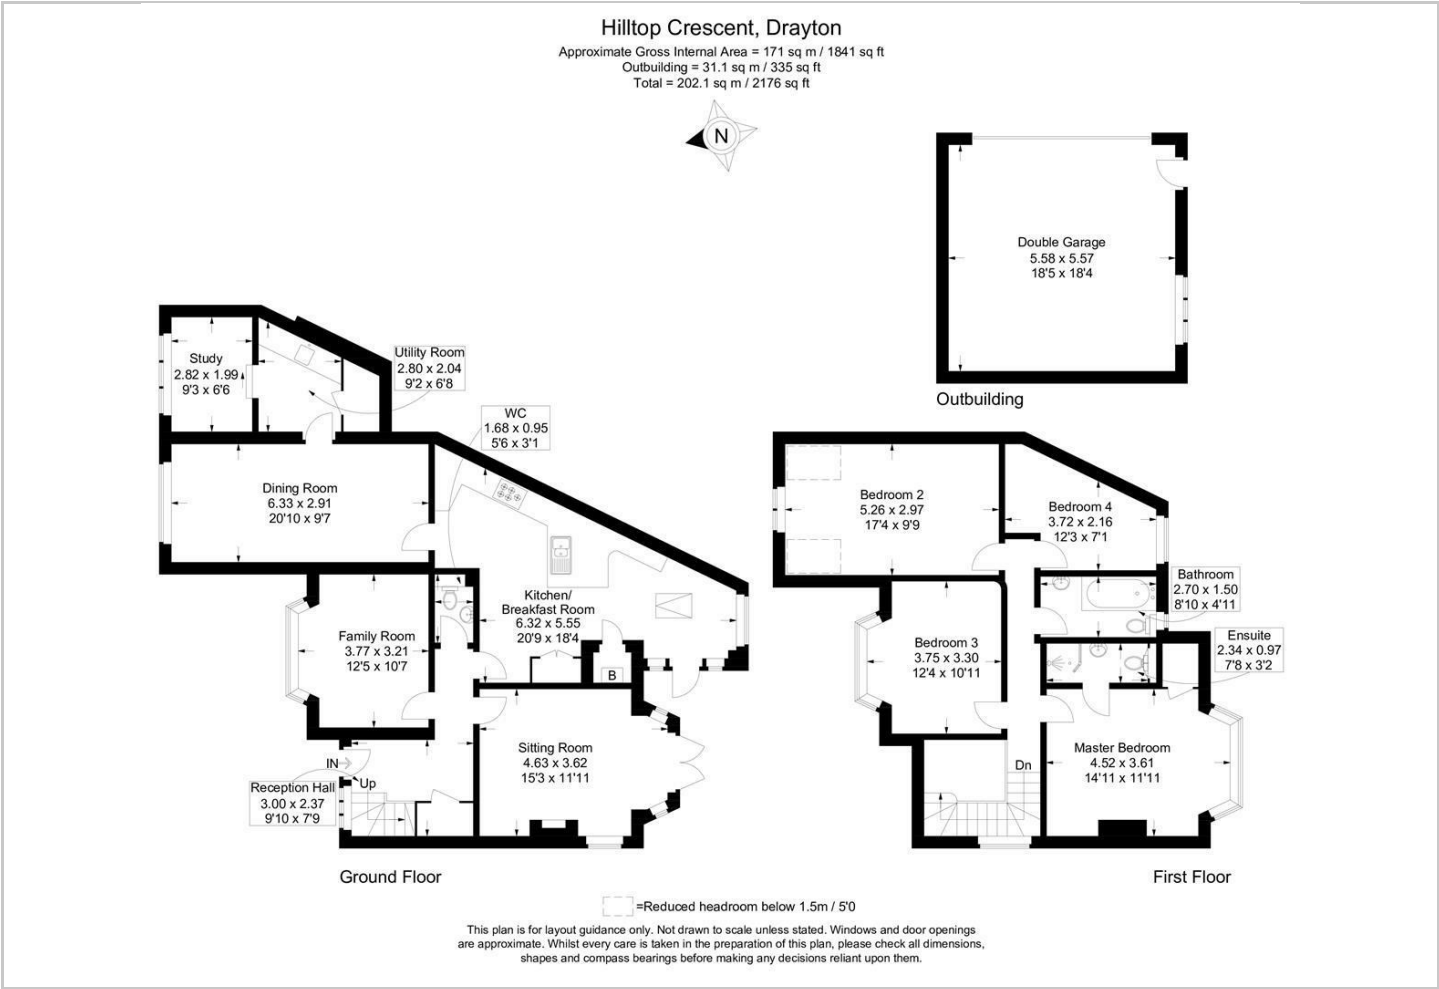 Hilltop Crescent, Drayton
Approximate Gross Internal Area = 171 sq m / 1841 sq ft
Outbuilding = 31.1 sq m / 335 sq ft
Total = 202.1 sq m / 2176 sq ft
N
Double Garage
5.58 x 5.57
18'5 x 18'4
Outbuilding
Study
2.82 x 1.99
9'3 x 6'6
Utility Room
2.80 x 2.04
9'2 x 6'8
WC
1.68 x 0.95
5'6 x 3'1
Dining Room
6.33 x 2.91
20'10 x 9'7
Kitchen/
Breakfast Room
6.32 x 5.55
20'9 x 18'4
B
Family Room
3.77 x 3.21
12'5 x 10'7
Sitting Room
4.63 x 3.62
15'3 x 11'11
IN
Up
Reception Hall
3.00 x 2.37
9'10 x 7'9
Ground Floor
Bedroom 2
5.26 x 2.97
17'4 x 9'9
Bedroom 4
3.72 x 2.16
12'3 x 7'1
Bathroom
2.70 x 1.50
8'10 x 4'11
Ensuite
2.34 x 0.97
7'8 x 3'2
Bedroom 3
3.75 x 3.30
12'4 x 10'11
Master Bedroom
4.52 x 3.61
14'11 x 11'11
Dn
First Floor
=Reduced headroom below 1.5m / 5'0
This plan is for layout guidance only. Not drawn to scale unless stated. Windows and door openings
are approximate. Whilst every care is taken in the preparation of this plan, please check all dimensions,
shapes and compass bearings before making any decisions reliant upon them.